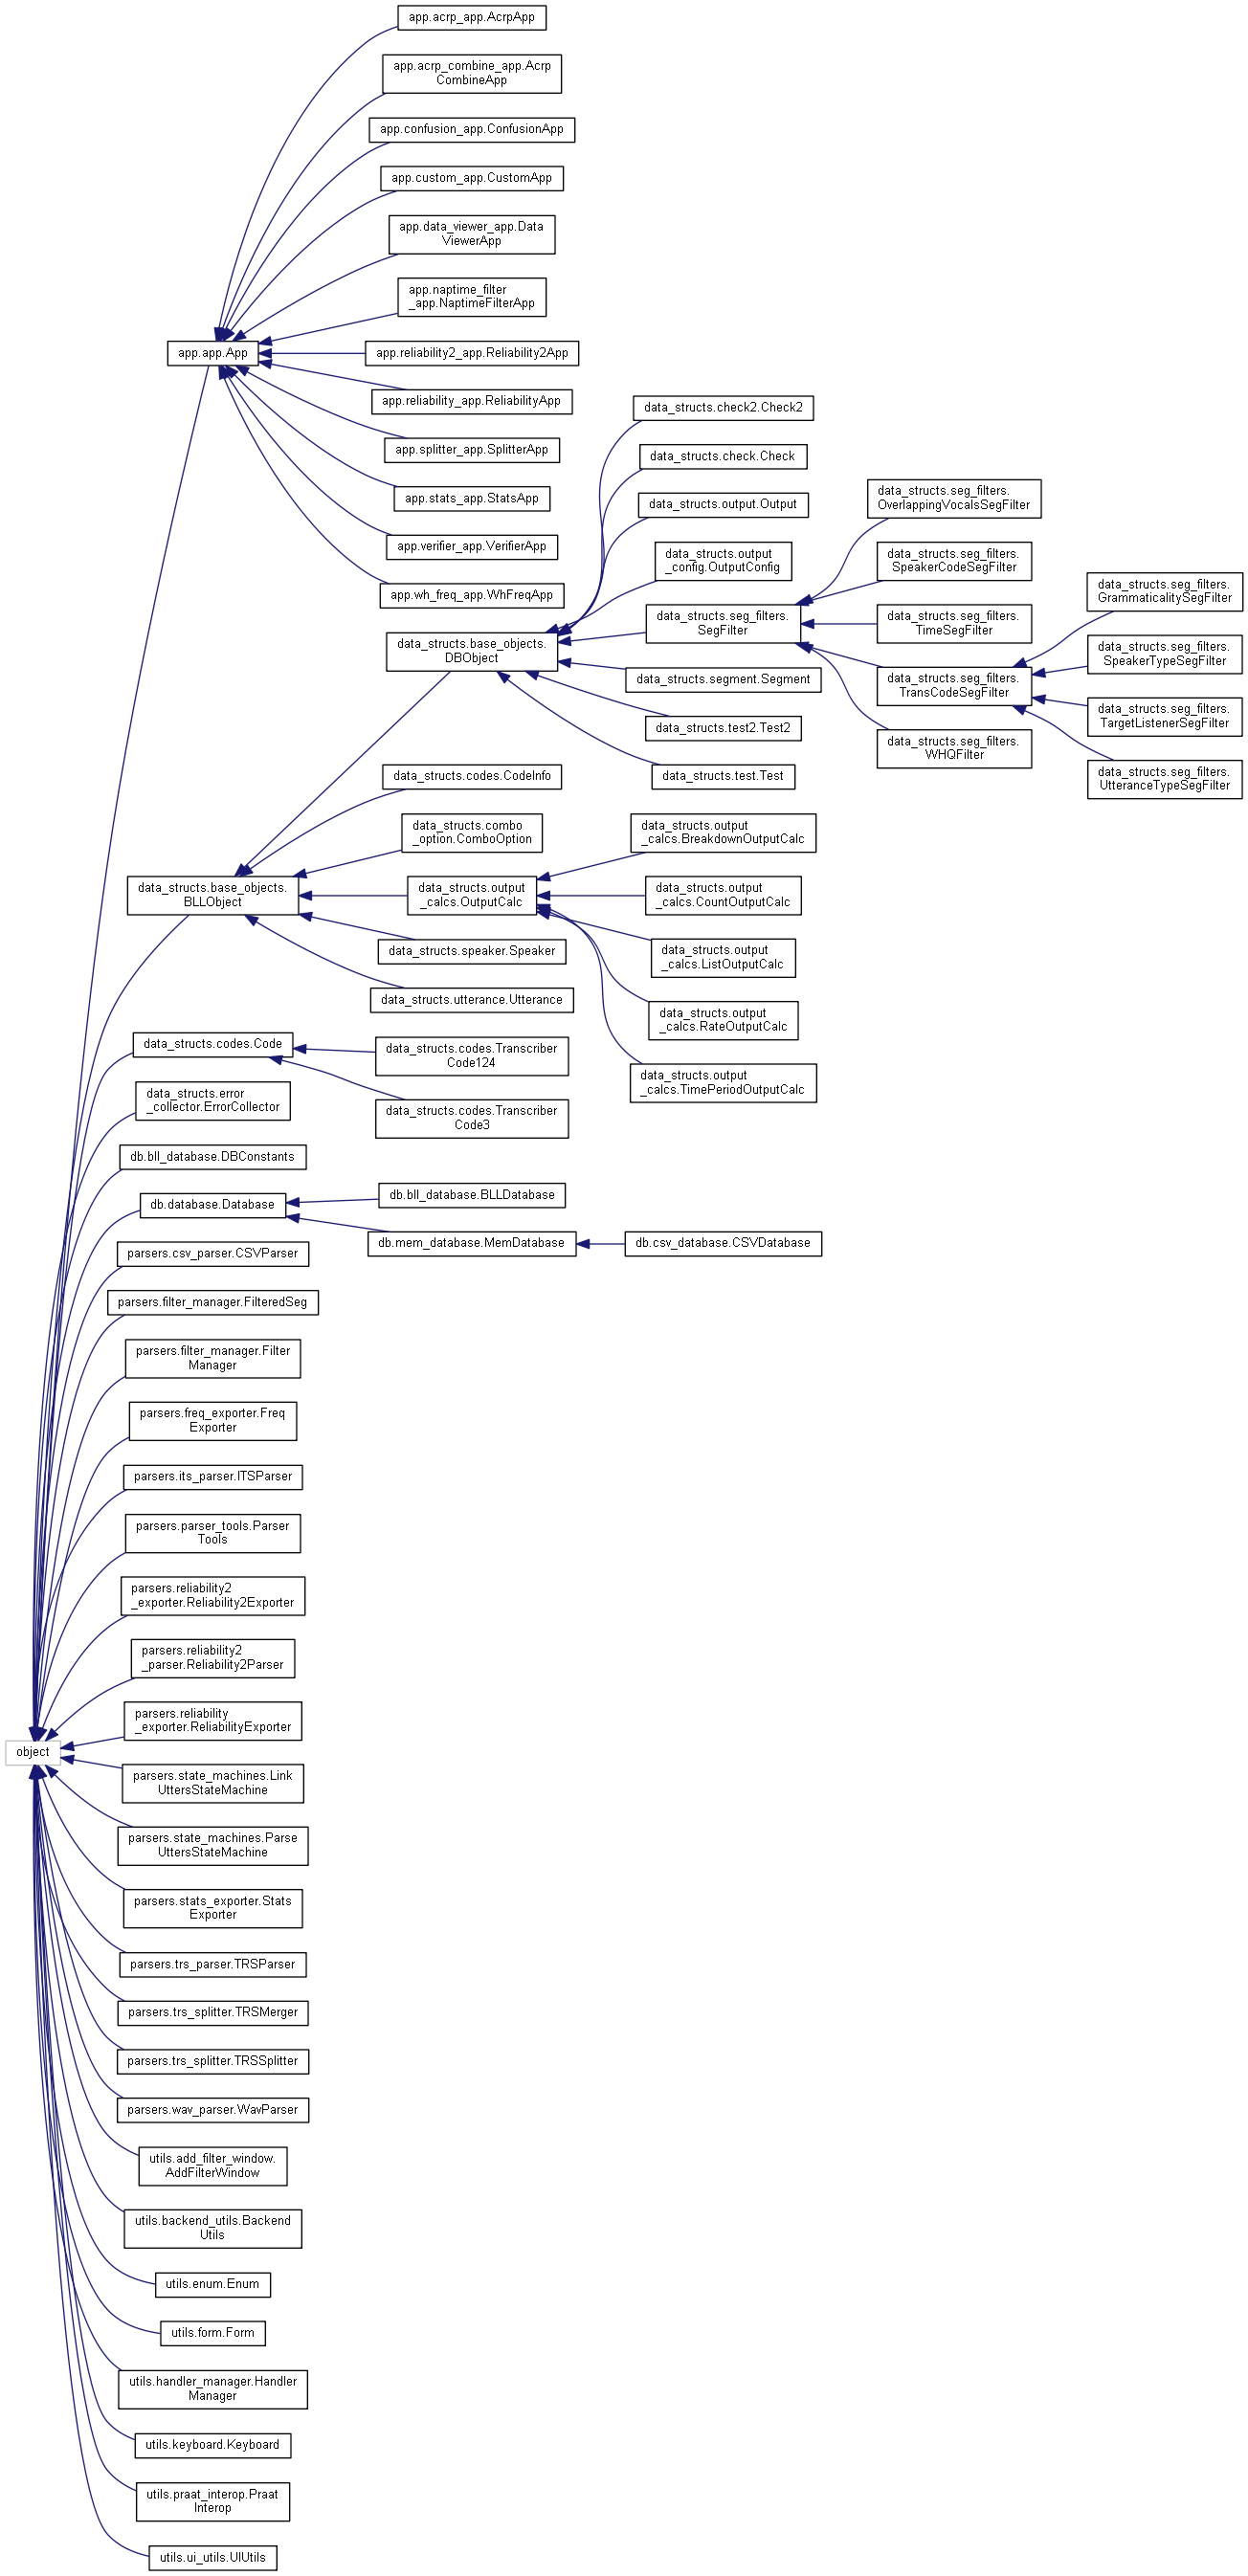 app.acrp_app.AcrpApp
app.acrp_combine_app.Acrp
CombineApp
app.confusion_app.ConfusionApp
app.custom_app.CustomApp
app.data_viewer_app.Data
ViewerApp
app.naptime_filter
_app.NaptimeFilterApp
app.app.App
app.reliability2_app.Reliability2App
app.reliability_app.ReliabilityApp
app.splitter_app.SplitterApp
app.stats_app.StatsApp
app.verifier_app.VerifierApp
app.wh_freq_app.WhFreqApp
data_structs.check2.Check2
data_structs.check.Check
data_structs.output.Output
data_structs.output
_config.OutputConfig
data_structs.base_objects.
DBObject
data_structs.seg_filters.
SegFilter
data_structs.segment.Segment
data_structs.test2.Test2
data_structs.test.Test
data_structs.seg_filters.
OverlappingVocalsSegFilter
data_structs.seg_filters.
SpeakerCodeSegFilter
data_structs.seg_filters.
TimeSegFilter
data_structs.seg_filters.
TransCodeSegFilter
data_structs.seg_filters.
WHQFilter
data_structs.seg_filters.
GrammaticalitySegFilter
data_structs.seg_filters.
SpeakerTypeSegFilter
data_structs.seg_filters.
TargetListenerSegFilter
data_structs.seg_filters.
UtteranceTypeSegFilter
data_structs.codes.CodeInfo
data_structs.combo
_option.ComboOption
data_structs.base_objects.
BLLObject
data_structs.output
_calcs.OutputCalc
data_structs.speaker.Speaker
data_structs.utterance.Utterance
data_structs.output
_calcs.BreakdownOutputCalc
data_structs.output
_calcs.CountOutputCalc
data_structs.output
_calcs.ListOutputCalc
data_structs.output
_calcs.RateOutputCalc
data_structs.output
_calcs.TimePeriodOutputCalc
data_structs.codes.Code
data_structs.codes.Transcriber
Code124
data_structs.codes.Transcriber
Code3
data_structs.error
_collector.ErrorCollector
db.bll_database.DBConstants
db.database.Database
db.bll_database.BLLDatabase
db.mem_database.MemDatabase
db.csv_database.CSVDatabase
parsers.csv_parser.CSVParser
parsers.filter_manager.FilteredSeg
parsers.filter_manager.Filter
Manager
parsers.freq_exporter.Freq
Exporter
parsers.its_parser.ITSParser
parsers.parser_tools.Parser
Tools
parsers.reliability2
_exporter.Reliability2Exporter
parsers.reliability2
_parser.Reliability2Parser
parsers.reliability
_exporter.ReliabilityExporter
object
parsers.state_machines.Link
UttersStateMachine
parsers.state_machines.Parse
UttersStateMachine
parsers.stats_exporter.Stats
Exporter
parsers.trs_parser.TRSParser
parsers.trs_splitter.TRSMerger
parsers.trs_splitter.TRSSplitter
parsers.wav_parser.WavParser
utils.add_filter_window.
AddFilterWindow
utils.backend_utils.Backend
Utils
utils.enum.Enum
utils.form.Form
utils.handler_manager.Handler
Manager
utils.keyboard.Keyboard
utils.praat_interop.Praat
Interop
utils.ui_utils.UIUtils